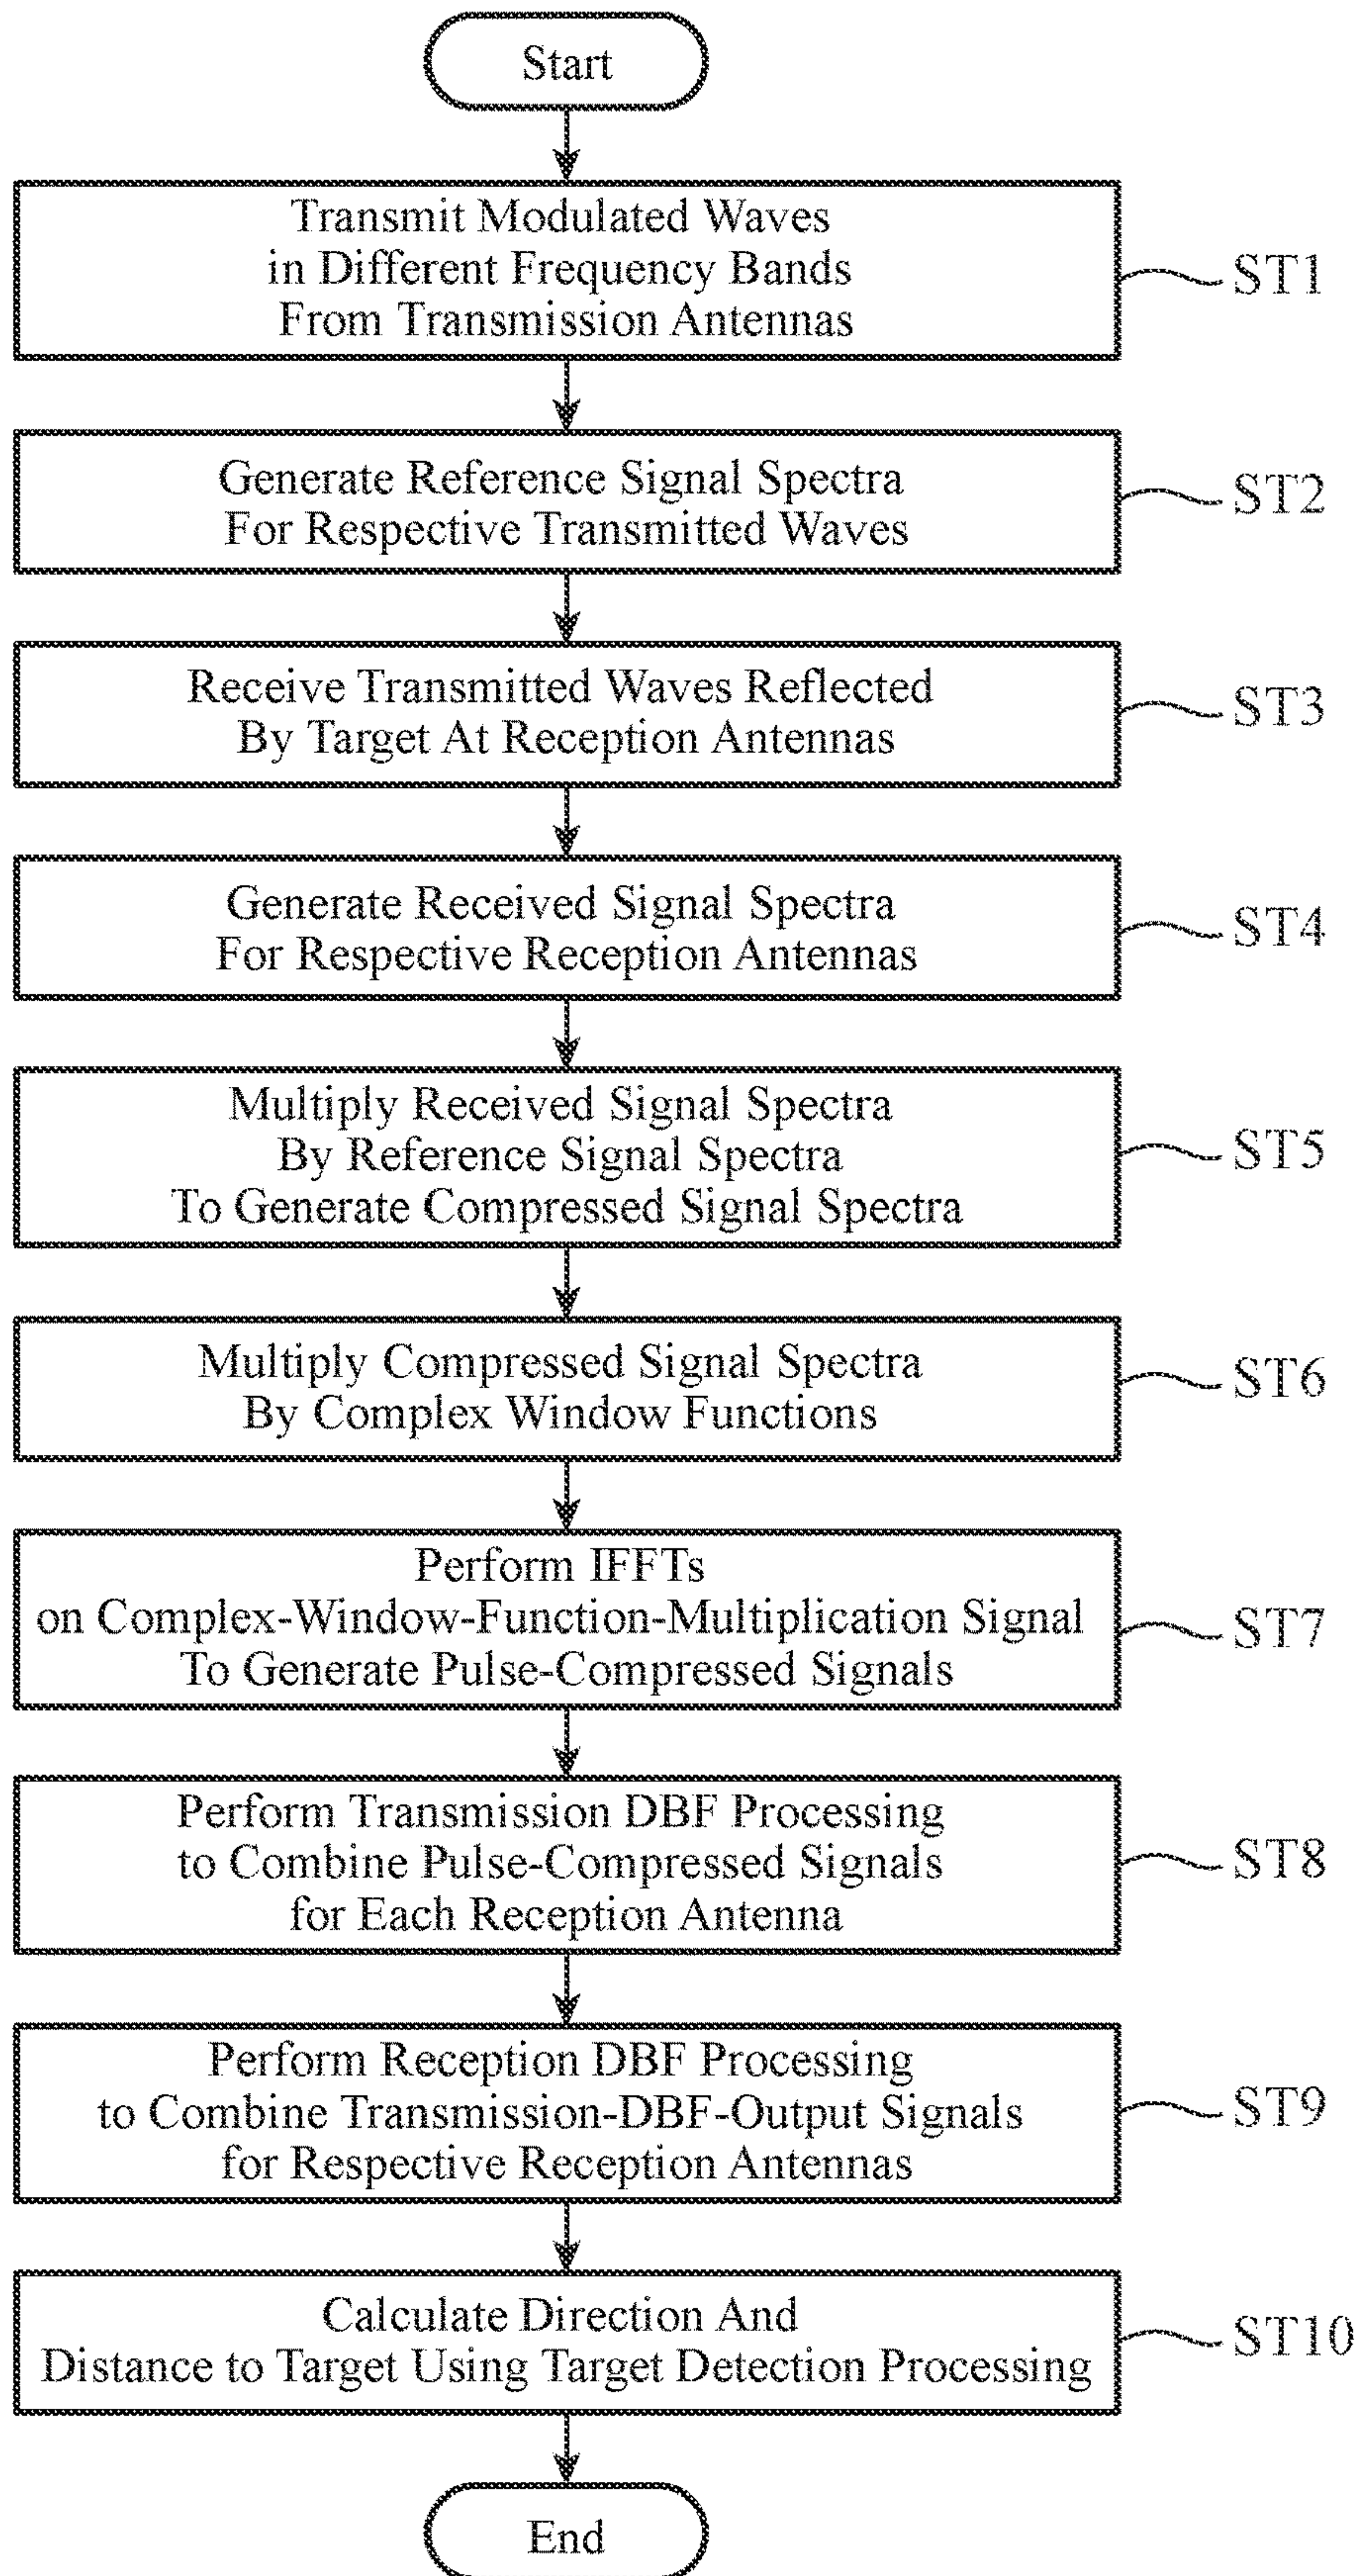 Start
Transmit Modulated Waves
in Different Frequency Bands
From Transmission Antennas
ST1
Generate Reference Signal Spectra
For Respective Transmitted Waves
ST2
Receive Transmitted Waves Reflected
By Target At Reception Antennas
ST3
Generate Received Signal Spectra
For Respective Reception Antennas
ST4
Multiply Received Signal Spectra
By Reference Signal Spectra
To Generate Compressed Signal Spectra
ST5
Multiply Compressed Signal Spectra
By Complex Window Functions
ST6
Perform IFFTs
on Complex-Window-Function-Multiplication Signal
To Generate Pulse-Compressed Signals
ST7
Perform Transmission DBF Processing
to Combine Pulse-Compressed Signals
for Each Reception Antenna
ST8
Perform Reception DBF Processing
to Combine Transmission-DBF-Output Signals
for Respective Reception Antennas
ST9
Calculate Direction And
Distance to Target Using Target Detection Processing
ST10
End